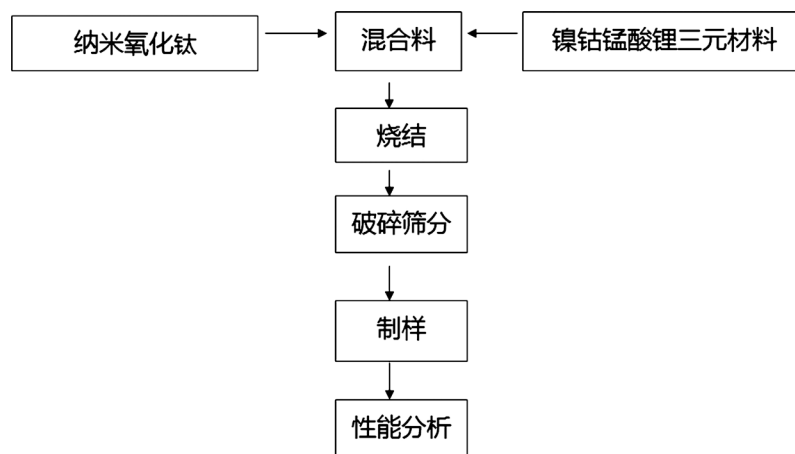 纳米氧化钛
混合料
镍钴锰酸锂三元材料
烧结
破碎筛分
制样
性能分析